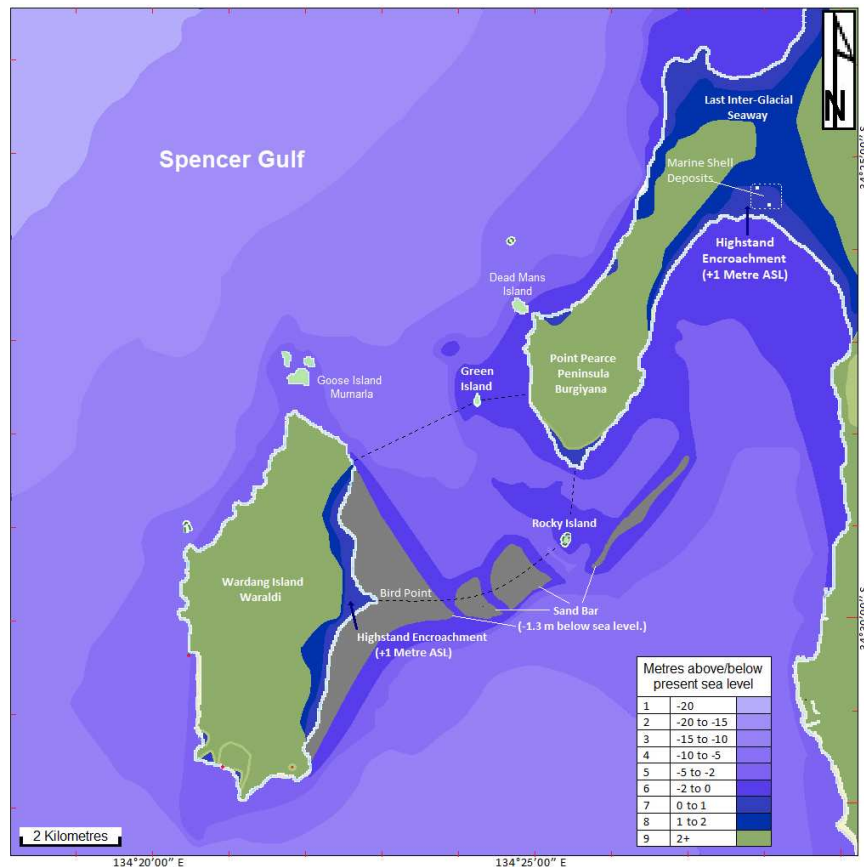 N
Last Inter-Glacial
Seaway
Spencer Gulf
Marine Shell
Deposits
Highstand
Encroachment
(+1 Metre ASL)
Dead Mans
Island
Point Pearce
Peninsula
Burgiyana
Green
Island
Goose Island
Mumarla
Rocky Island
Wardang Island
Waraldi
Bird Point
Sand Bar
(-1.3 m below sea level.)
Highstand Encroachment
(+1 Metre ASL)
Metres above/below
present sea level
1 -20
2 -20 to -15
3 -15 to -10
4 -10 to -5
5 -5 to -2
6 -2 to 0
7 0 to 1
8 1 to 2
9 2+
2 Kilometres
134°20'00'' E
134°25'00'' E